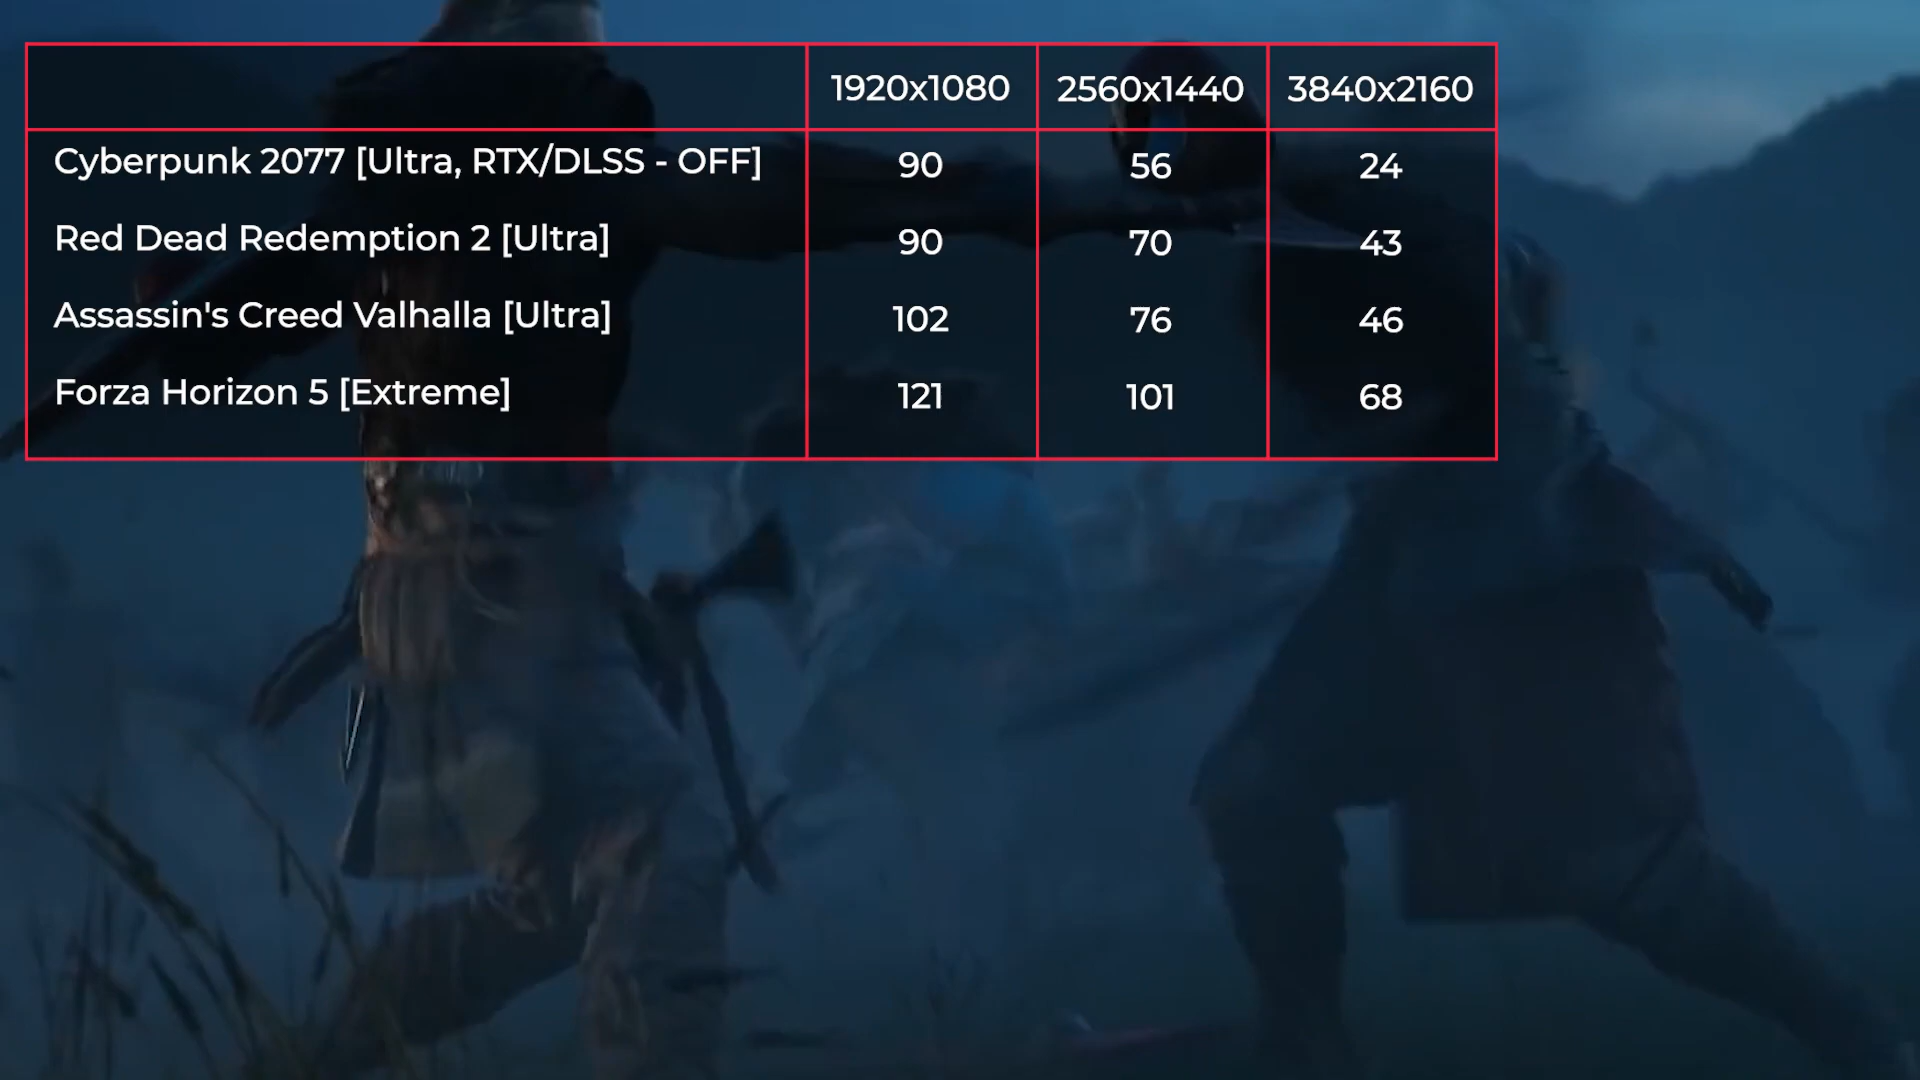 1920x1080 2560x1440 3840x2160
Cyberpunk 2077 [Ultra, RTX/DLSS - OFF] 90 56 24
Red Dead Redemption 2 [Ultra] 90 70 43
Assassin's Creed Valhalla [Ultra] 102 76 46
Forza Horizon 5 [Extreme] 121 101 68